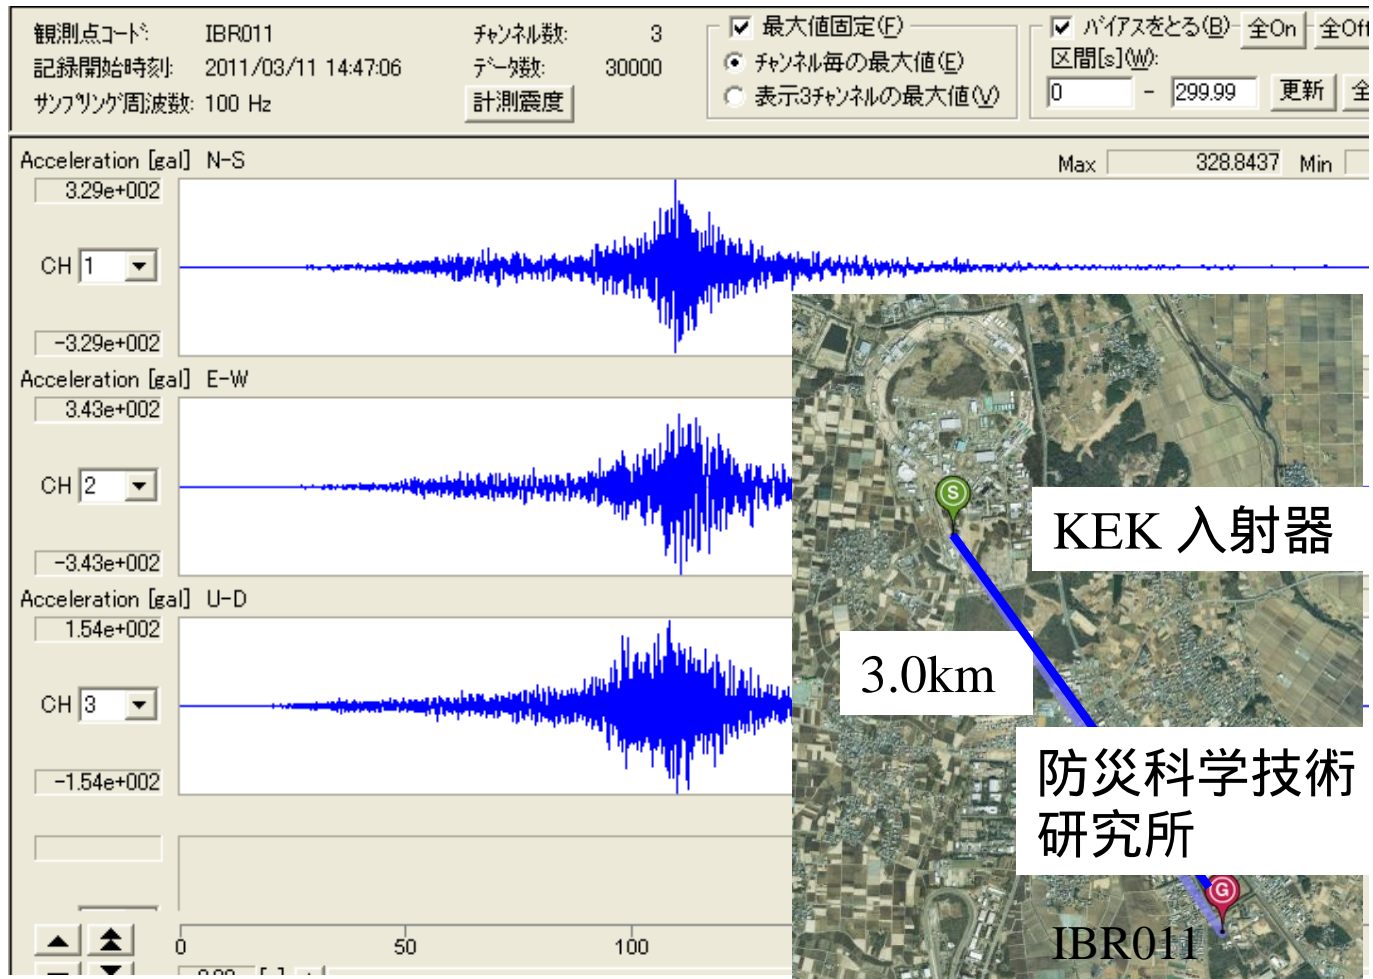 観測点コード: IBR011 チャンネル数: 3
記録開始時刻: 2011/03/11 14:47:06 データ数: 30000
サンプリング周波数: 100 Hz 計測震度
最大値固定(F)
チャンネル毎の最大値(E)
表示3チャンネルの最大値(V)
バイアスをとる(B) 全On 全Off
区間[s](W):
0 - 299.99 更新 全
Acceleration [gal] N-S Max 328.8437 Min
3.29e+002
CH 1
-3.29e+002
Acceleration [gal] E-W
3.43e+002
CH 2
-3.43e+002
Acceleration [gal] U-D
1.54e+002
CH 3
-1.54e+002
0 50 100
S
KEK 入射器
3.0km
防災科学技術
研究所
G
IBR011